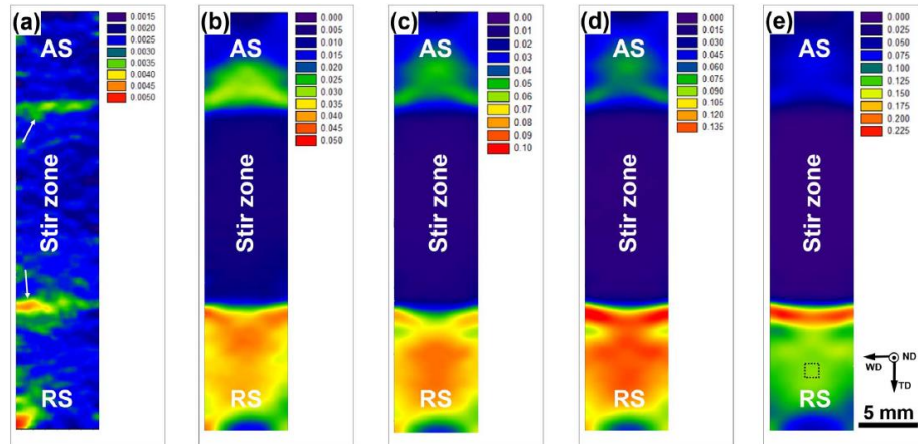 (a)
AS
Stir zone
RS
0.0015
0.0020
0.0025
0.0030
0.0035
0.0040
0.0045
0.0050
(b)
AS
Stir zone
RS
0.000
0.005
0.010
0.015
0.020
0.025
0.030
0.035
0.040
0.045
0.050
(c)
AS
Stir zone
RS
0.00
0.01
0.02
0.03
0.04
0.05
0.06
0.07
0.08
0.09
0.10
(d)
AS
Stir zone
RS
0.000
0.015
0.030
0.045
0.060
0.075
0.090
0.105
0.120
0.135
(e)
AS
Stir zone
RS
0.000
0.025
0.050
0.075
0.100
0.125
0.150
0.175
0.200
0.225
ND
WD
TD
5 mm